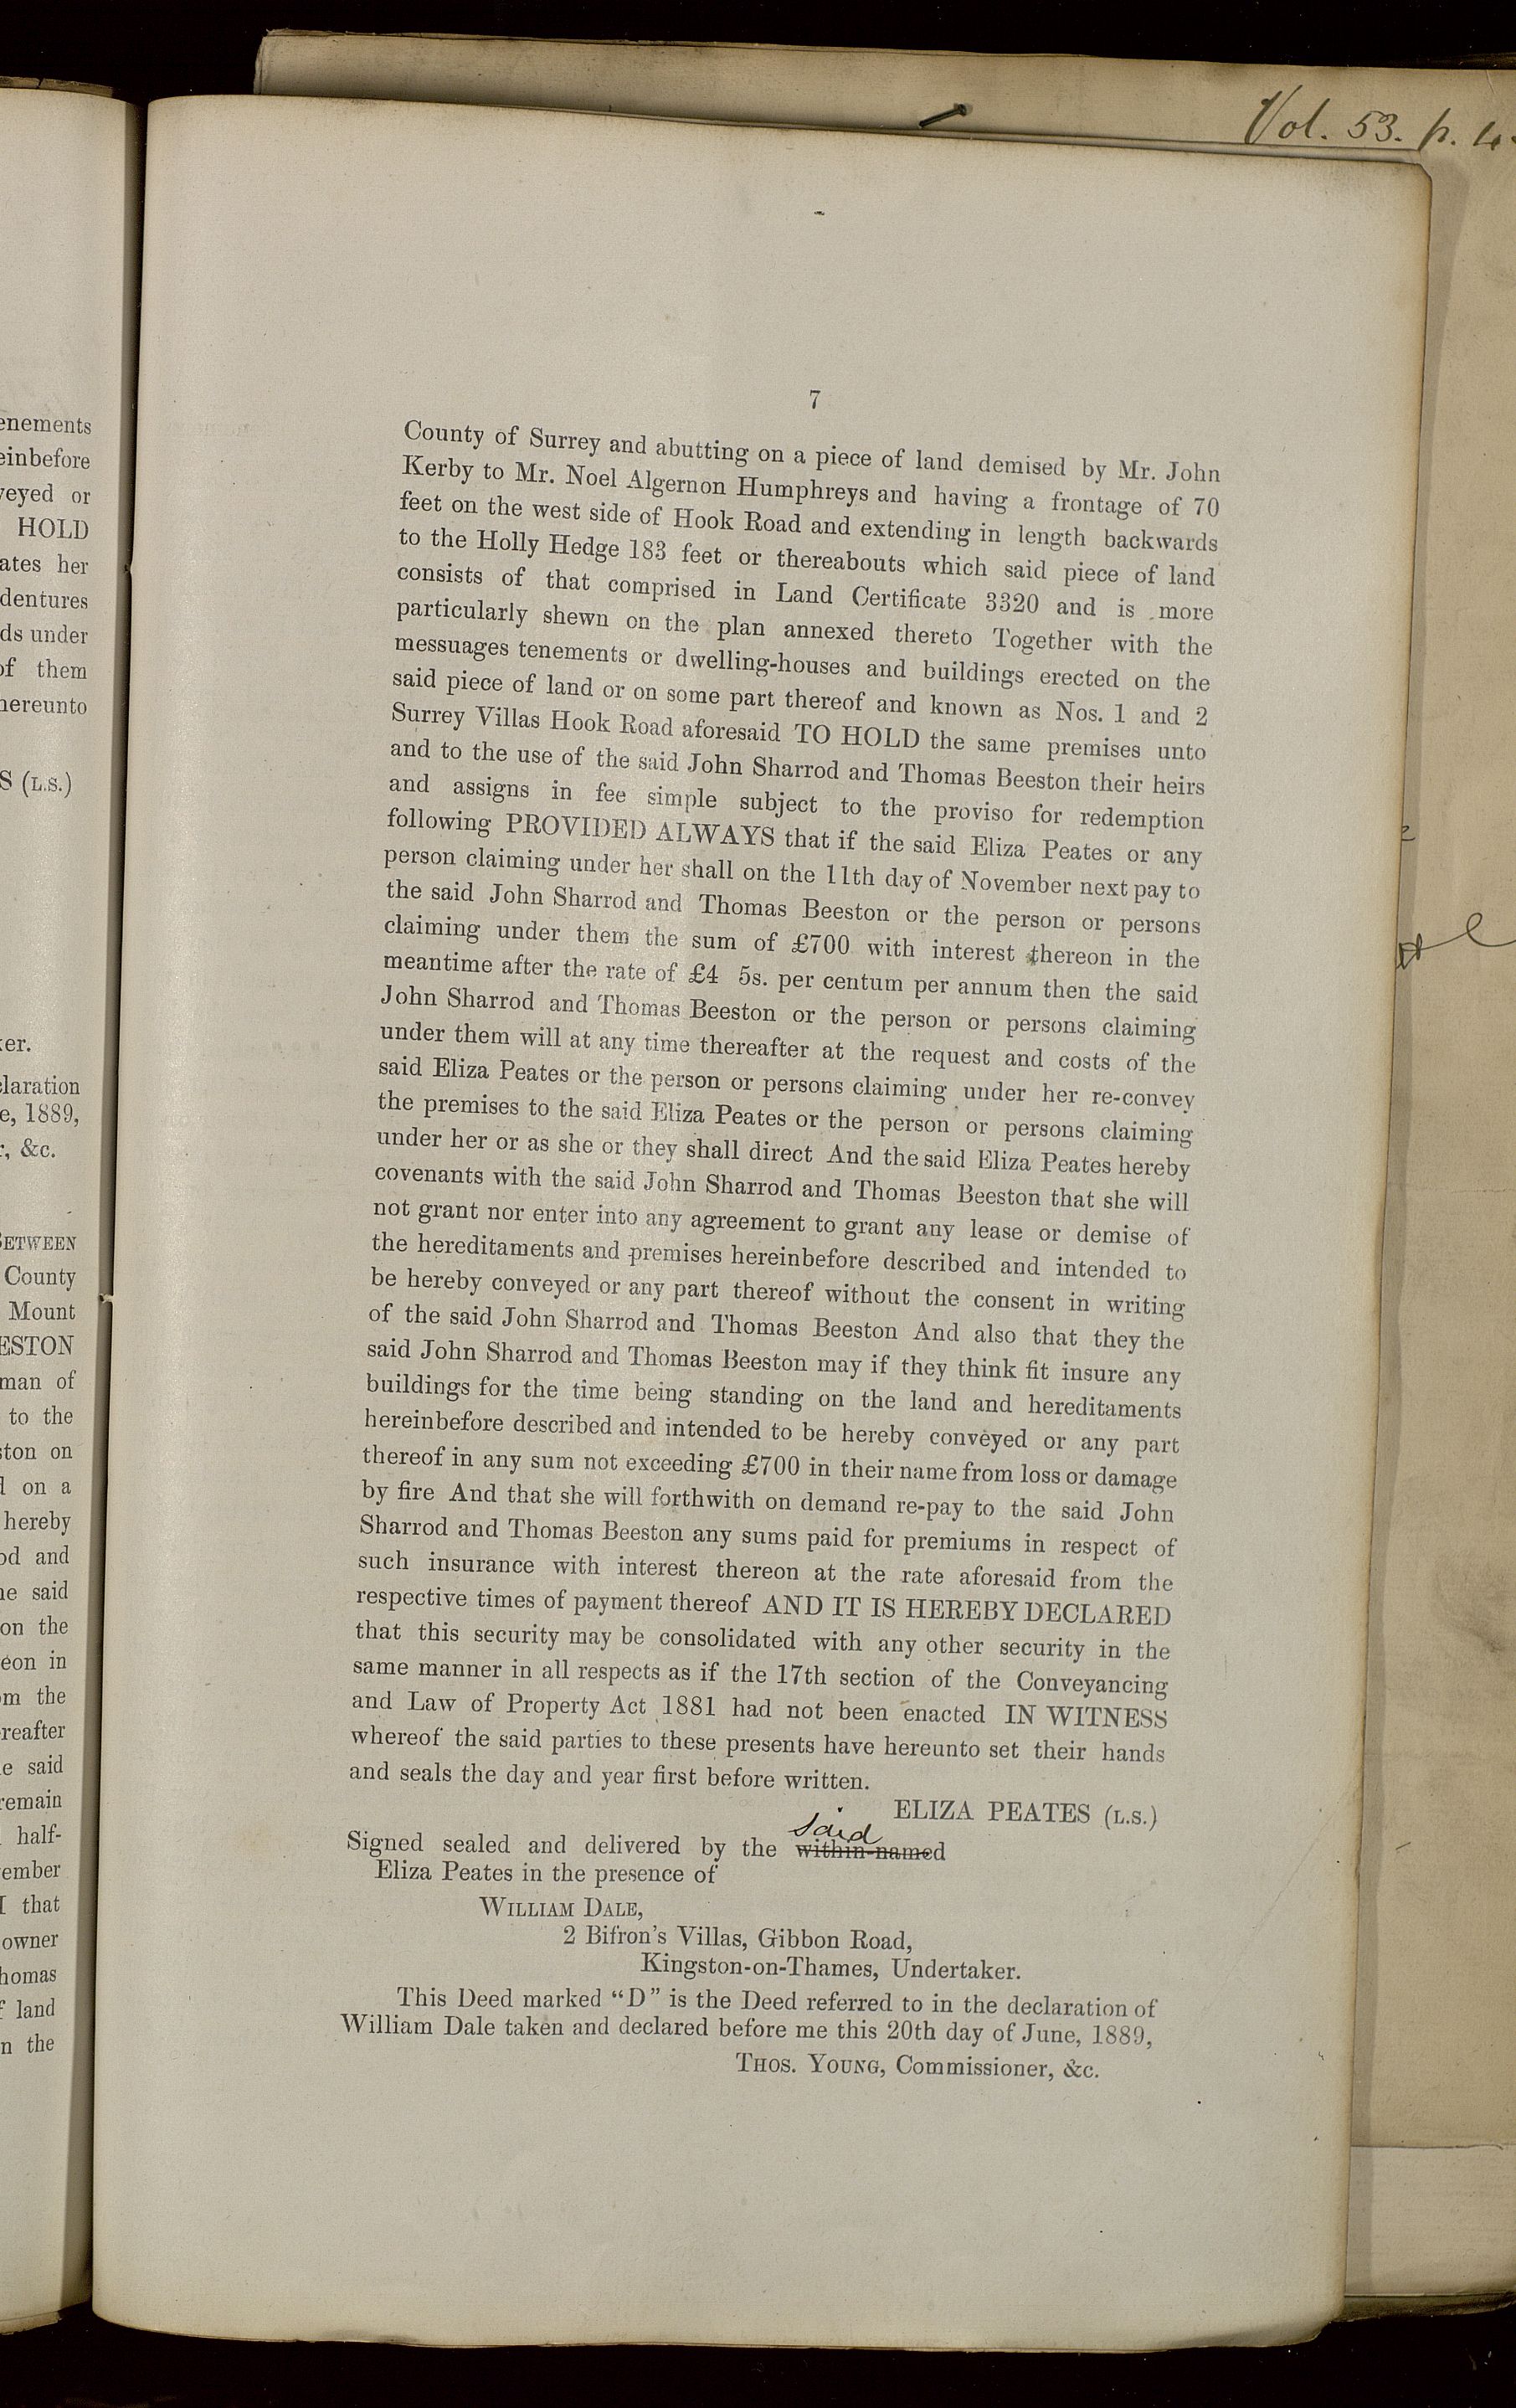 Vol. 53. p.
7
County of Surrey and abutting on a piece of land demised by Mr. John
Kerby to Mr. Noel Algernon Humphreys and having a frontage of 70
feet on the west side of Hook Road and extending in length backwards
to the Holly Hedge 183 feet or thereabouts which said piece of land
consists of that comprised in Land Certificate 3320 and is more
particularly shewn on the plan annexed thereto Together with the
messuages tenements or dwelling-houses and buildings erected on the
said piece of land or on some part thereof and known as Nos. 1 and 2
Surrey Villas Hook Road aforesaid TO HOLD the same premises unto
and to the use of the said John Sharrod and Thomas Beeston their heirs
and assigns in fee simple subject to the proviso for redemption
following PROVIDED ALWAYS that if the said Eliza Peates or any
person claiming under her shall on the 11th day of November next pay to
the said John Sharrod and Thomas Beeston or the person or persons
claiming under them the sum of £700 with interest thereon in the
meantime after the rate of £4 5s. per centum per annum then the said
John Sharrod and Thomas Beeston or the person or persons claiming
under them will at any time thereafter at the request and costs of the
said Eliza Peates or the person or persons claiming under her re-convey
the premises to the said Eliza Peates or the person or persons claiming
under her or as she or they shall direct And the said Eliza Peates hereby
covenants with the said John Sharrod and Thomas Beeston that she will
not grant nor enter into any agreement to grant any lease or demise of
the hereditaments and premises hereinbefore described and intended to
be hereby conveyed or any part thereof without the consent in writing
of the said John Sharrod and Thomas Beeston And also that they the
said John Sharrod and Thomas Beeston may if they think fit insure any
buildings for the time being standing on the land and hereditaments
hereinbefore described and intended to be hereby conveyed or any part
thereof in any sum not exceeding £700 in their name from loss or damage
by fire And that she will forthwith on demand re-pay to the said John
Sharrod and Thomas Beeston any sums paid for premiums in respect of
such insurance with interest thereon at the rate aforesaid from the
respective times of payment thereof AND IT IS HEREBY DECLARED
that this security may be consolidated with any other security in the
same manner in all respects as if the 17th section of the Conveyancing
and Law of Property Act 1881 had not been enacted IN WITNESS
whereof the said parties to these presents have hereunto set their hands
and seals the day and year first before written.
ELIZA PEATES (L.S.)
said
Signed sealed and delivered by the within-named
Eliza Peates in the presence of
WILLIAM DALE,
2 Bifron's Villas, Gibbon Road,
Kingston-on-Thames, Undertaker.
This Deed marked "D" is the Deed referred to in the declaration of
William Dale taken and declared before me this 20th day of June, 1889,
THOS. YOUNG, Commissioner, &c.